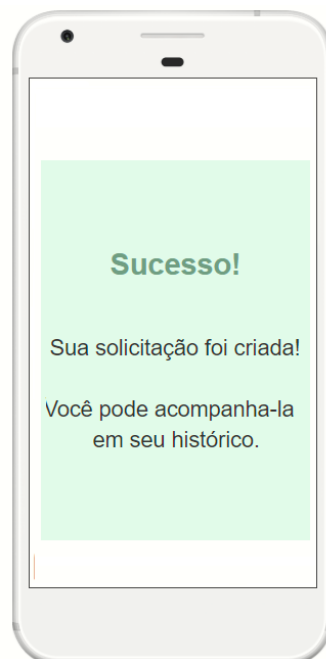 Sucesso!
Sua solicitação foi criada!
Você pode acompanha-la
em seu histórico.